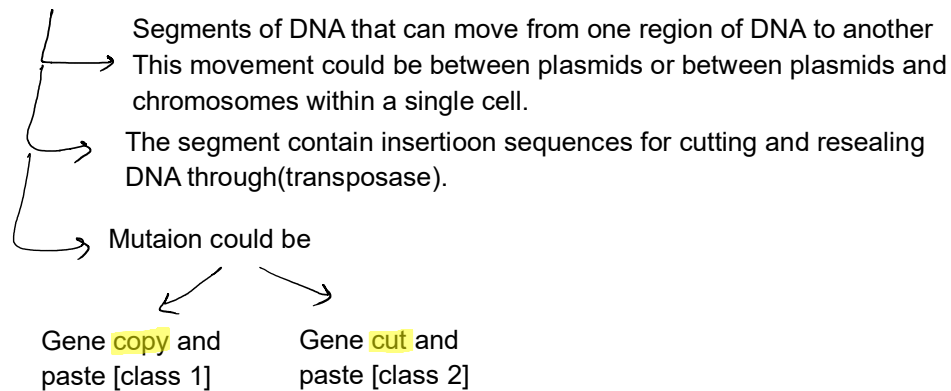 Segments of DNA that can move from one region of DNA to another
This movement could be between plasmids or between plasmids and
chromosomes within a single cell.
The segment contain insertioon sequences for cutting and resealing
DNA through(transposase).
Mutaion could be
Gene copy and
paste [class 1]
Gene cut and
paste [class 2]